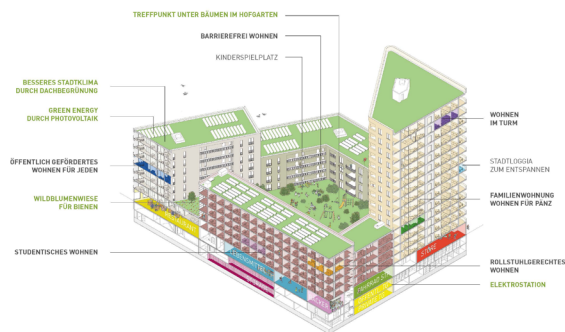 TREFFPUNKT UNTER BÄUMEN IM HOFGARTEN
BARRIEREFREI WOHNEN
KINDERSPIELPLATZ
BESSERES STADTKLIMA
DURCH DACHBEGRÜNUNG
GREEN ENERGY
DURCH PHOTOVOLTAIK
ÖFFENTLICH GEFÖRDERTES
WOHNEN FÜR JEDEN
WILDBLUMENWIESE
FÜR BIENEN
STUDENTISCHES WOHNEN
WOHNEN
IM TURM
STADTLOGGIA
ZUM ENTSPANNEN
FAMILIENWOHNUNG
WOHNEN FÜR PÄNZ
ROLLSTUHLGERECHTES
WOHNEN
ELEKTROSTATION
STORE